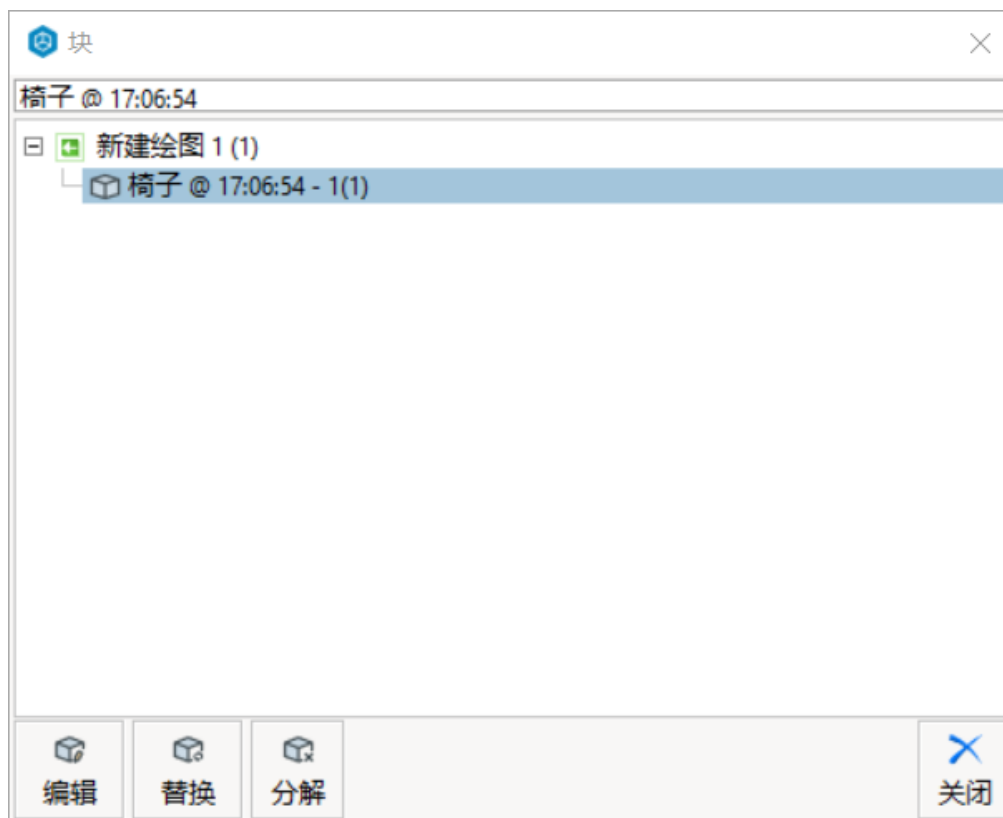 块
椅子 @ 17:06:54
新建绘图 1 (1)
椅子 @ 17:06:54 - 1(1)
编辑 替换 分解 关闭